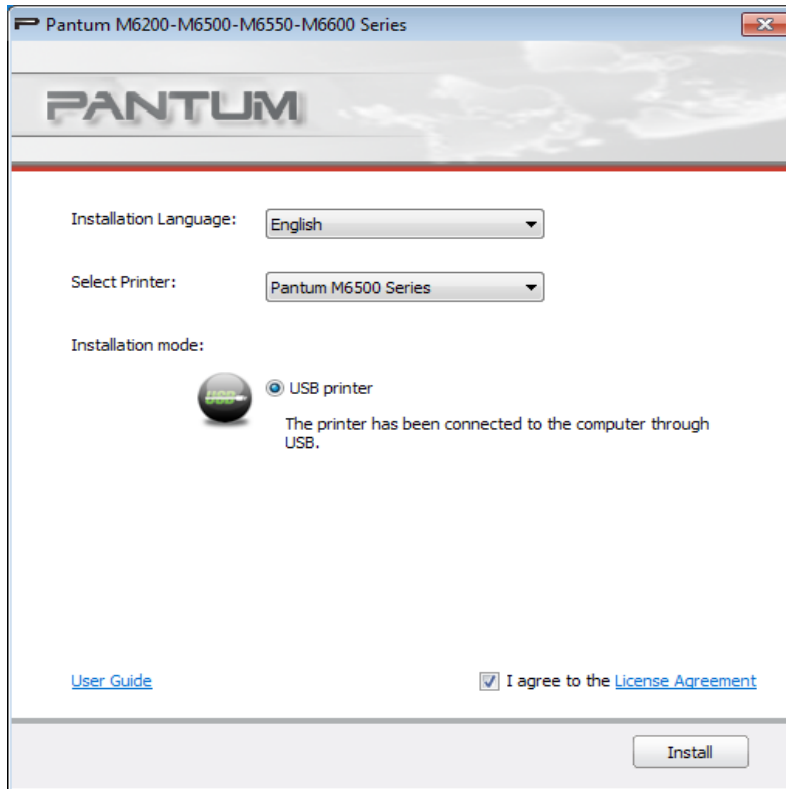 Pantum M6200-M6500-M6550-M6600 Series
PANTUM
Installation Language:
English
Select Printer:
Pantum M6500 Series
Installation mode:
USB
USB printer
The printer has been connected to the computer through
USB.
User Guide
I agree to the License Agreement
Install